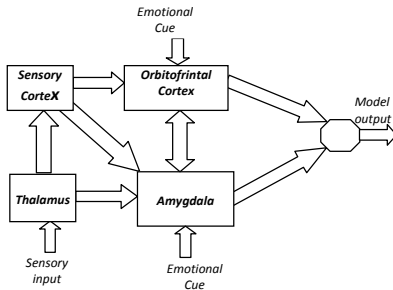 Emotional
Cue
Sensory
CorteX
Orbitofrintal
Cortex
Model
output
Thalamus
Amygdala
Sensory
input
Emotional
Cue